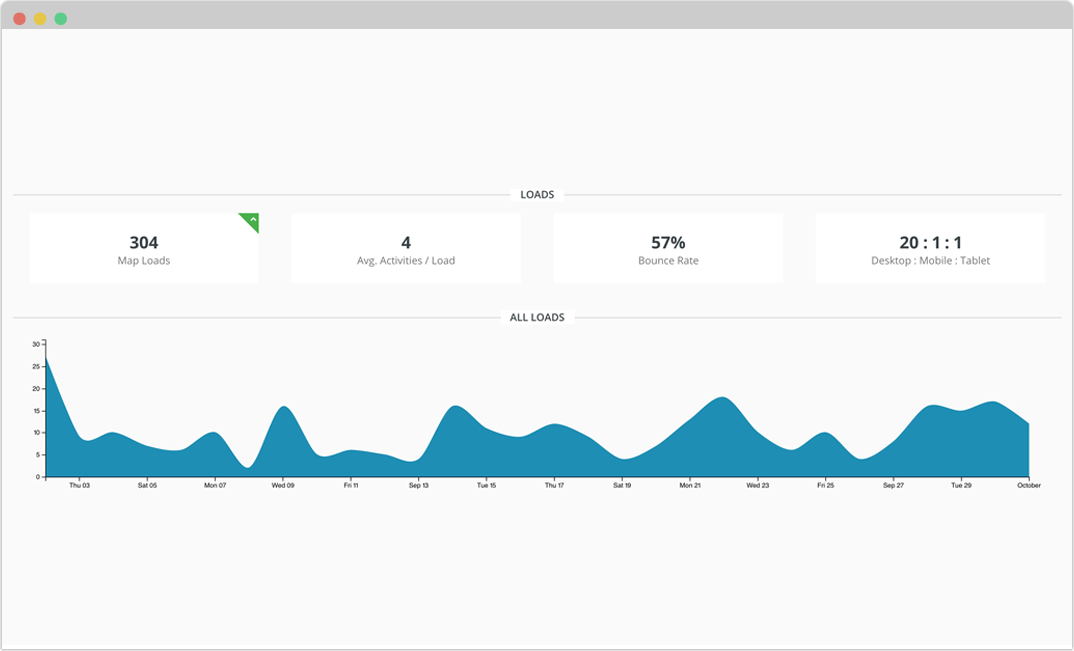 LOADS
304
Map Loads
4
Avg. Activities / Load
57%
Bounce Rate
20 : 1 : 1
Desktop : Mobile : Tablet
ALL LOADS
30
25
20
15
10
5
0
Thu 03 Sat 05 Mon 07 Wed 09 Fri 11 Sep 13 Tue 15 Thu 17 Sat 19 Mon 21 Wed 23 Fri 25 Sep 27 Tue 29 October